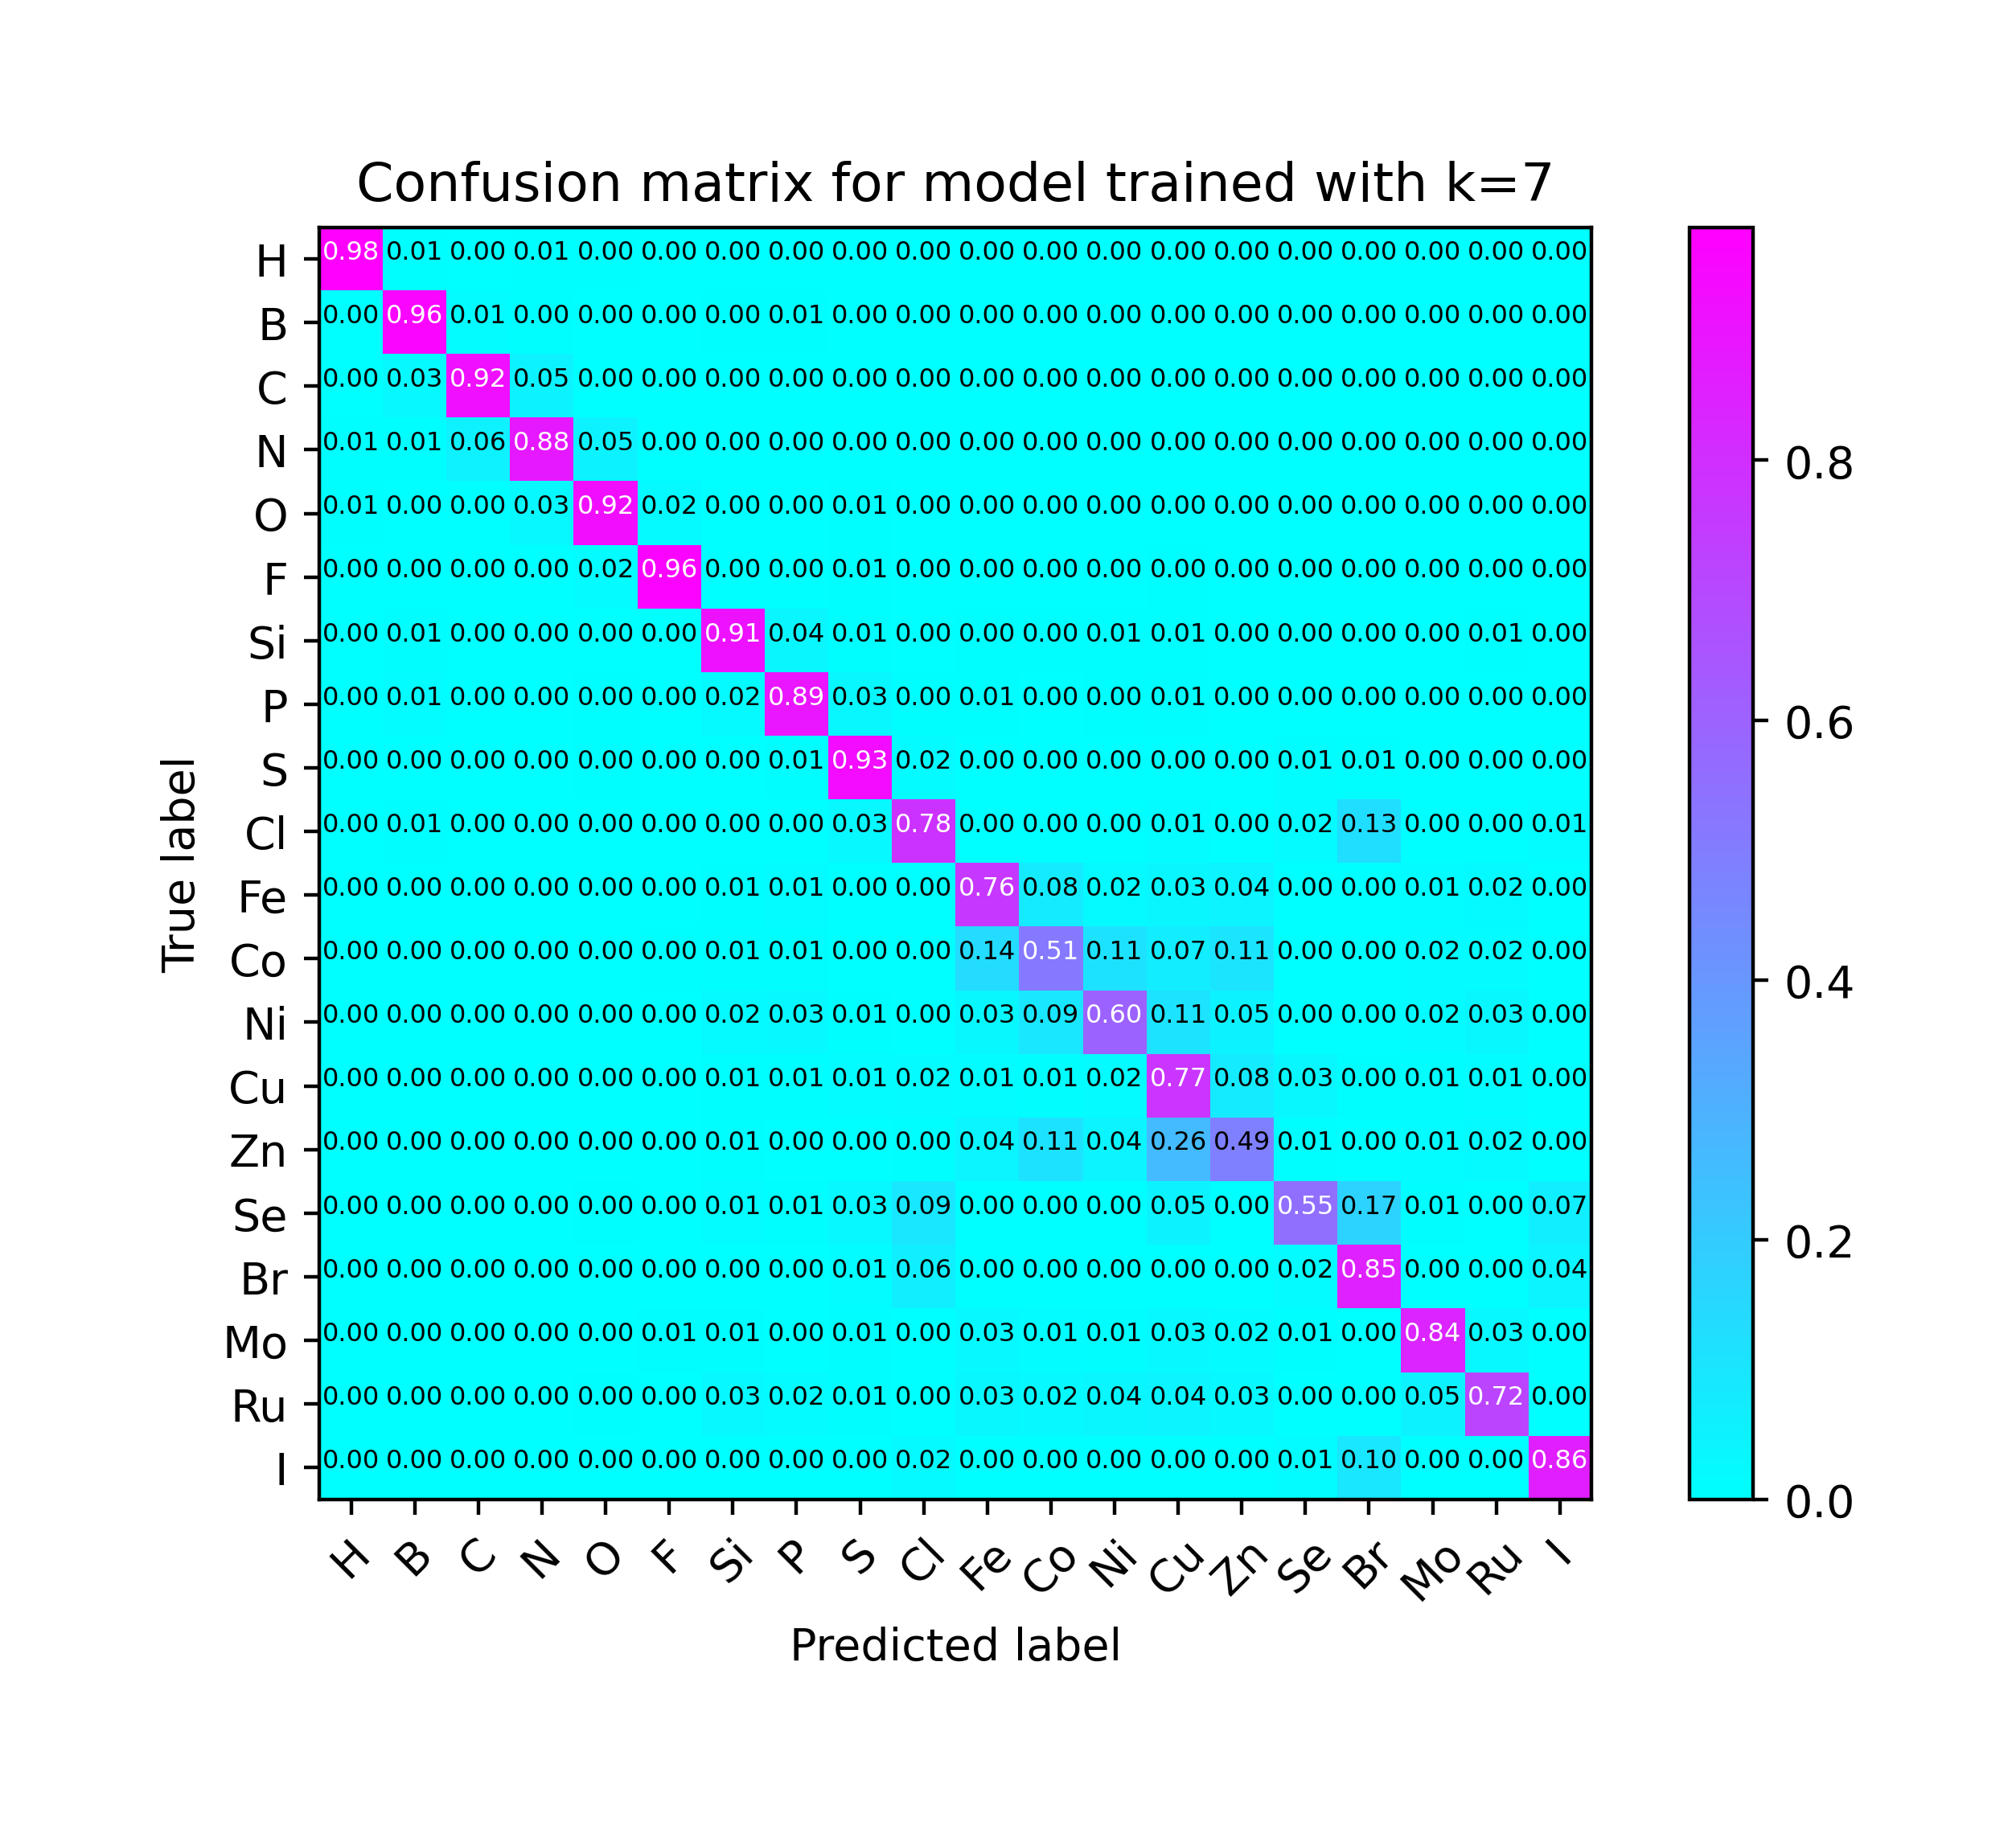 Confusion matrix for model trained with k=7
True label
H 0.98 0.01 0.00 0.01 0.00 0.00 0.00 0.00 0.00 0.00 0.00 0.00 0.00 0.00 0.00 0.00 0.00 0.00 0.00 0.00
B 0.00 0.96 0.01 0.00 0.00 0.00 0.00 0.01 0.00 0.00 0.00 0.00 0.00 0.00 0.00 0.00 0.00 0.00 0.00 0.00
C 0.00 0.03 0.92 0.05 0.00 0.00 0.00 0.00 0.00 0.00 0.00 0.00 0.00 0.00 0.00 0.00 0.00 0.00 0.00 0.00
N 0.01 0.01 0.06 0.88 0.05 0.00 0.00 0.00 0.00 0.00 0.00 0.00 0.00 0.00 0.00 0.00 0.00 0.00 0.00 0.00
O 0.01 0.00 0.00 0.03 0.92 0.02 0.00 0.00 0.01 0.00 0.00 0.00 0.00 0.00 0.00 0.00 0.00 0.00 0.00 0.00
F 0.00 0.00 0.00 0.00 0.02 0.96 0.00 0.00 0.01 0.00 0.00 0.00 0.00 0.00 0.00 0.00 0.00 0.00 0.00 0.00
Si 0.00 0.01 0.00 0.00 0.00 0.00 0.91 0.04 0.01 0.00 0.00 0.00 0.01 0.01 0.00 0.00 0.00 0.00 0.01 0.00
P 0.00 0.01 0.00 0.00 0.00 0.00 0.02 0.89 0.03 0.00 0.01 0.00 0.00 0.01 0.00 0.00 0.00 0.00 0.00 0.00
S 0.00 0.00 0.00 0.00 0.00 0.00 0.00 0.01 0.93 0.02 0.00 0.00 0.00 0.00 0.00 0.01 0.01 0.00 0.00 0.00
Cl 0.00 0.01 0.00 0.00 0.00 0.00 0.00 0.00 0.03 0.78 0.00 0.00 0.00 0.01 0.00 0.02 0.13 0.00 0.00 0.01
Fe 0.00 0.00 0.00 0.00 0.00 0.00 0.01 0.01 0.00 0.00 0.76 0.08 0.02 0.03 0.04 0.00 0.00 0.01 0.02 0.00
Co 0.00 0.00 0.00 0.00 0.00 0.00 0.01 0.01 0.00 0.00 0.14 0.51 0.11 0.07 0.11 0.00 0.00 0.02 0.02 0.00
Ni 0.00 0.00 0.00 0.00 0.00 0.00 0.02 0.03 0.01 0.00 0.03 0.09 0.60 0.11 0.05 0.00 0.00 0.02 0.03 0.00
Cu 0.00 0.00 0.00 0.00 0.00 0.00 0.01 0.01 0.01 0.02 0.01 0.01 0.02 0.77 0.08 0.03 0.00 0.01 0.01 0.00
Zn 0.00 0.00 0.00 0.00 0.00 0.00 0.01 0.00 0.00 0.00 0.04 0.11 0.04 0.26 0.49 0.01 0.00 0.01 0.02 0.00
Se 0.00 0.00 0.00 0.00 0.00 0.00 0.01 0.01 0.03 0.09 0.00 0.00 0.00 0.05 0.00 0.55 0.17 0.01 0.00 0.07
Br 0.00 0.00 0.00 0.00 0.00 0.00 0.00 0.00 0.01 0.06 0.00 0.00 0.00 0.00 0.00 0.02 0.85 0.00 0.00 0.04
Mo 0.00 0.00 0.00 0.00 0.00 0.01 0.01 0.00 0.01 0.00 0.03 0.01 0.01 0.03 0.02 0.01 0.00 0.84 0.03 0.00
Ru 0.00 0.00 0.00 0.00 0.00 0.00 0.03 0.02 0.01 0.00 0.03 0.02 0.04 0.04 0.03 0.00 0.00 0.05 0.72 0.00
I 0.00 0.00 0.00 0.00 0.00 0.00 0.00 0.00 0.00 0.02 0.00 0.00 0.00 0.00 0.00 0.01 0.10 0.00 0.00 0.86
H B C N O F Si P S Cl Fe Co Ni Cu Zn Se Br Mo Ru I
Predicted label
0.8
0.6
0.4
0.2
0.0